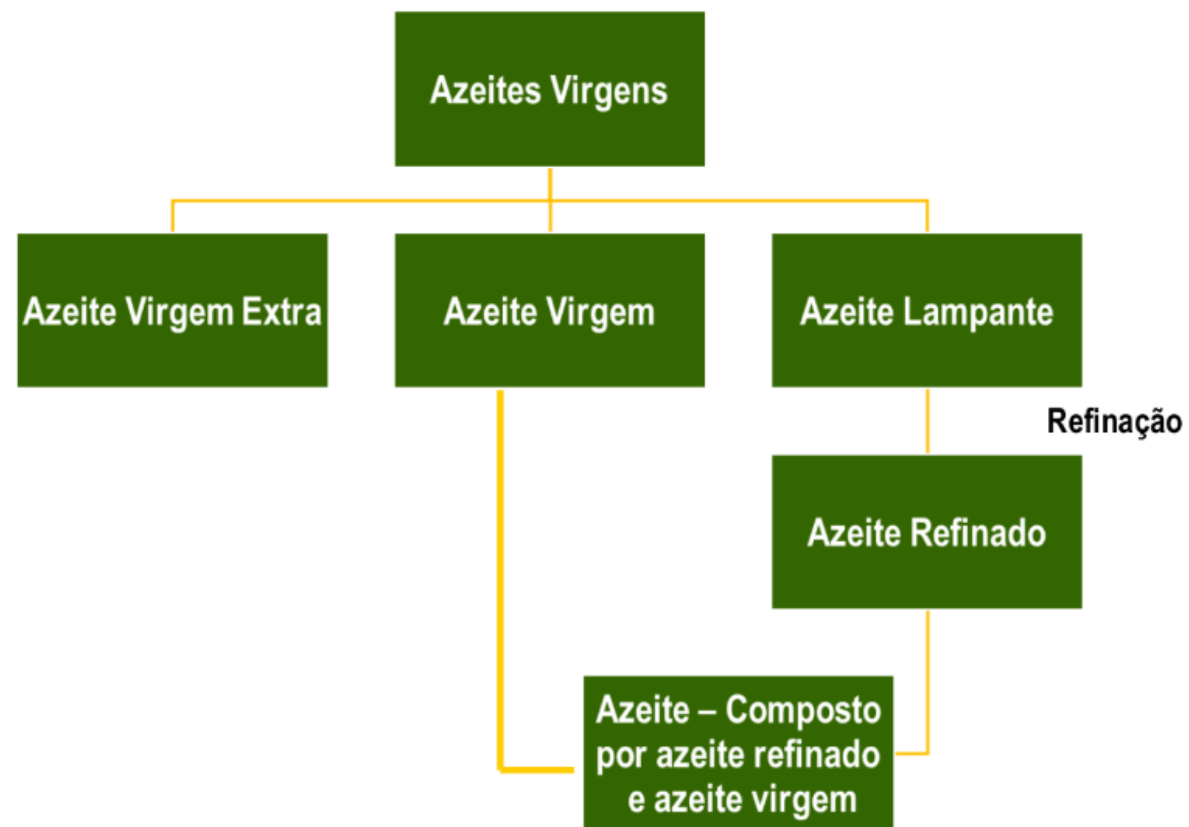 Azeites Virgens
Azeite Virgem Extra
Azeite Virgem
Azeite Lampante
Refinação
Azeite Refinado
Azeite – Composto
por azeite refinado
e azeite virgem